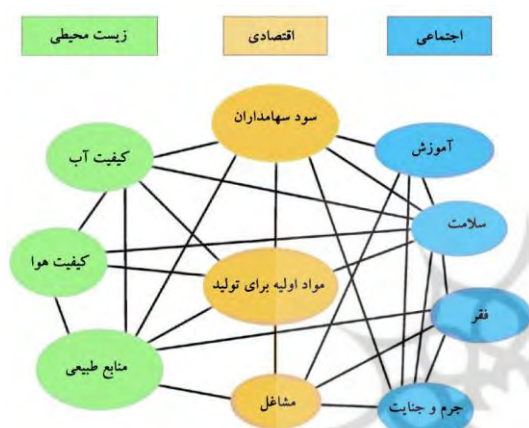 اجتماعی
اقتصادی
زیست محیطی
سود سهامداران
آموزش
کیفیت آب
سلامت
کیفیت هوا
مواد اولیه برای تولید
فقر
منابع طبیعی
مشاغل
جرم و جنایت